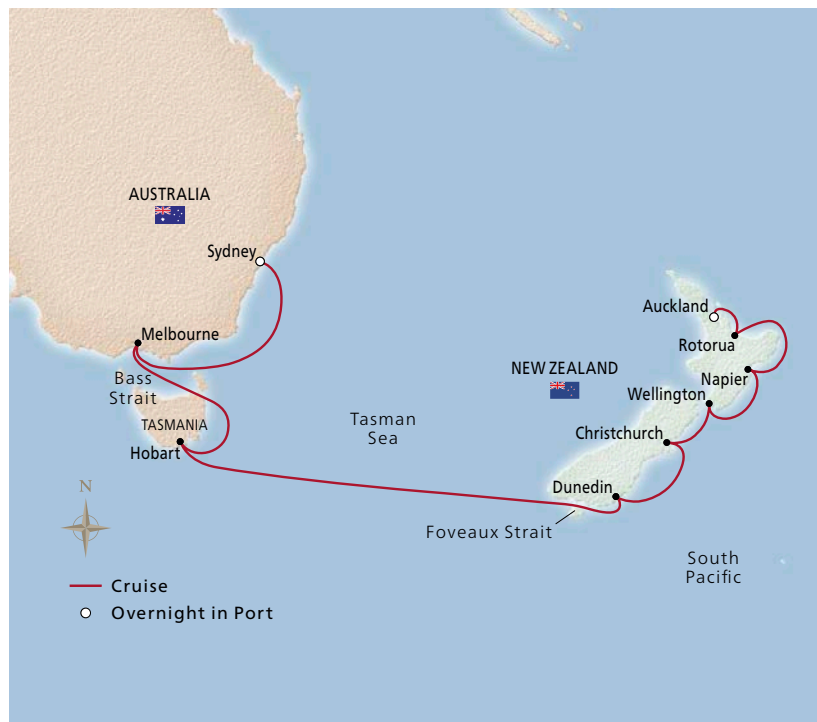 AUSTRALIA
Sydney
Melbourne
Bass
Strait
TASMANIA
Hobart
Tasman
Sea
NEW ZEALAND
Auckland
Rotorua
Napier
Wellington
Christchurch
Dunedin
Foveaux Strait
South
Pacific
N
Cruise
Overnight in Port